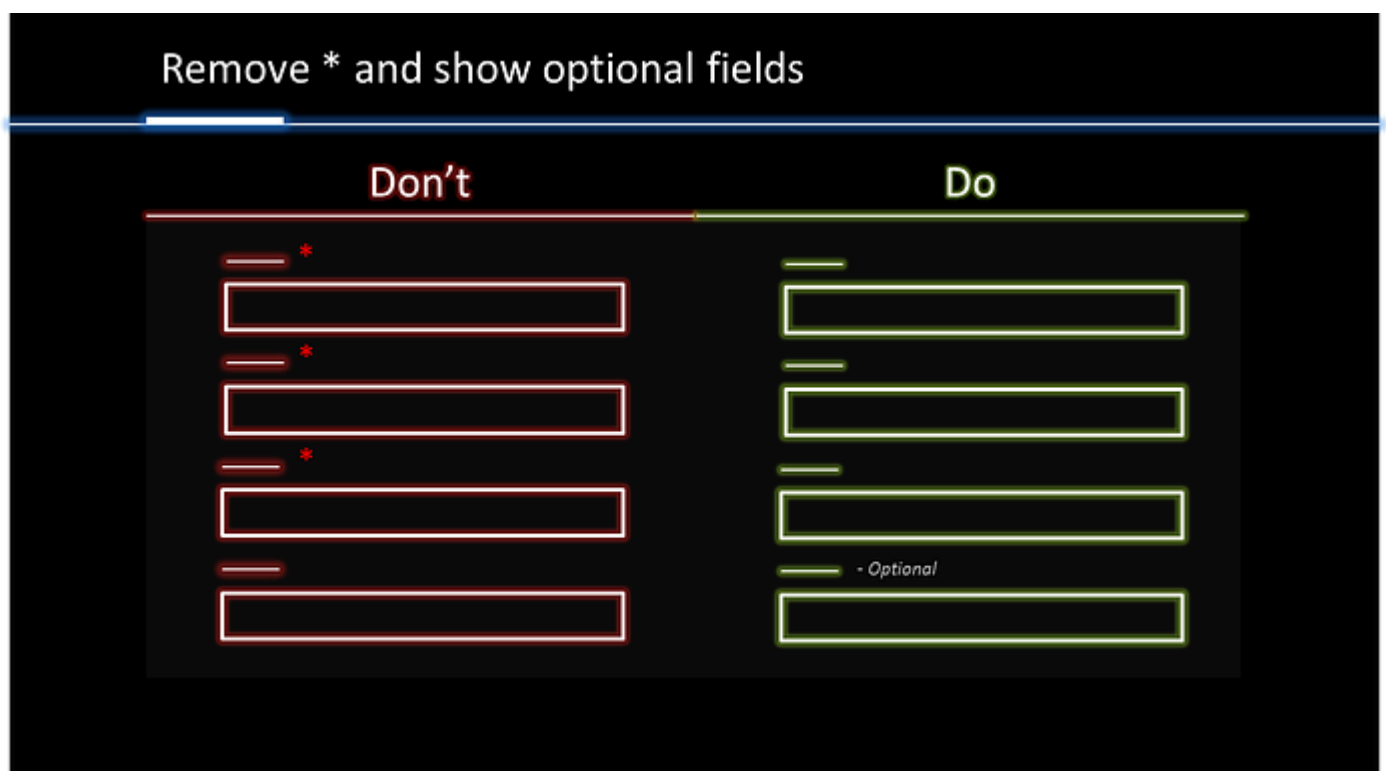 Remove * and show optional fields
Don’t
Do
*
*
*
- Optional